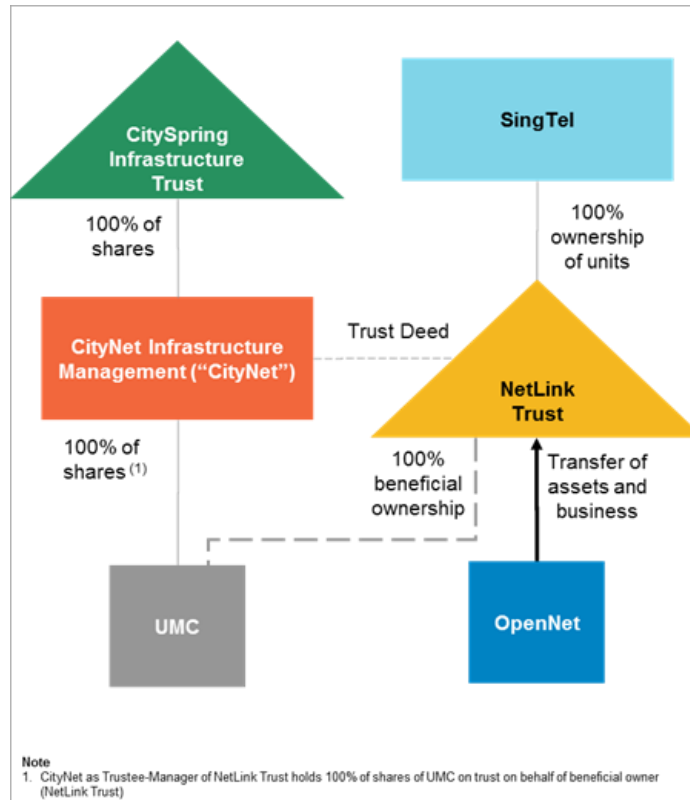 CitySpring
Infrastructure
Trust
SingTel
100% of
shares
100%
ownership
of units
CityNet Infrastructure
Management (“CityNet”)
Trust Deed
NetLink
Trust
100% of
shares (1)
100%
beneficial
ownership
Transfer of
assets and
business
UMC
OpenNet
Note
1. CityNet as Trustee-Manager of NetLink Trust holds 100% of shares of UMC on trust on behalf of beneficial owner
(NetLink Trust)